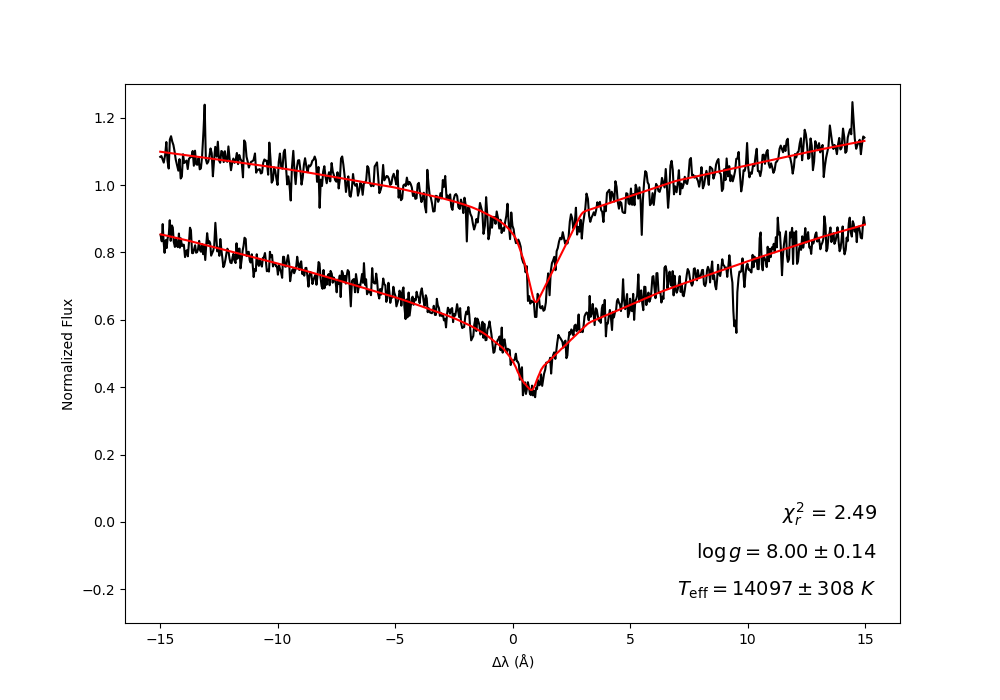 1.2
1.0
0.8
0.6
0.4
0.2
0.0
−0.2
Normalized Flux
χ²ᵣ = 2.49
log g = 8.00 ± 0.14
T_eff = 14097 ± 308 K
−15 −10 −5 0 5 10 15
Δλ (Å)